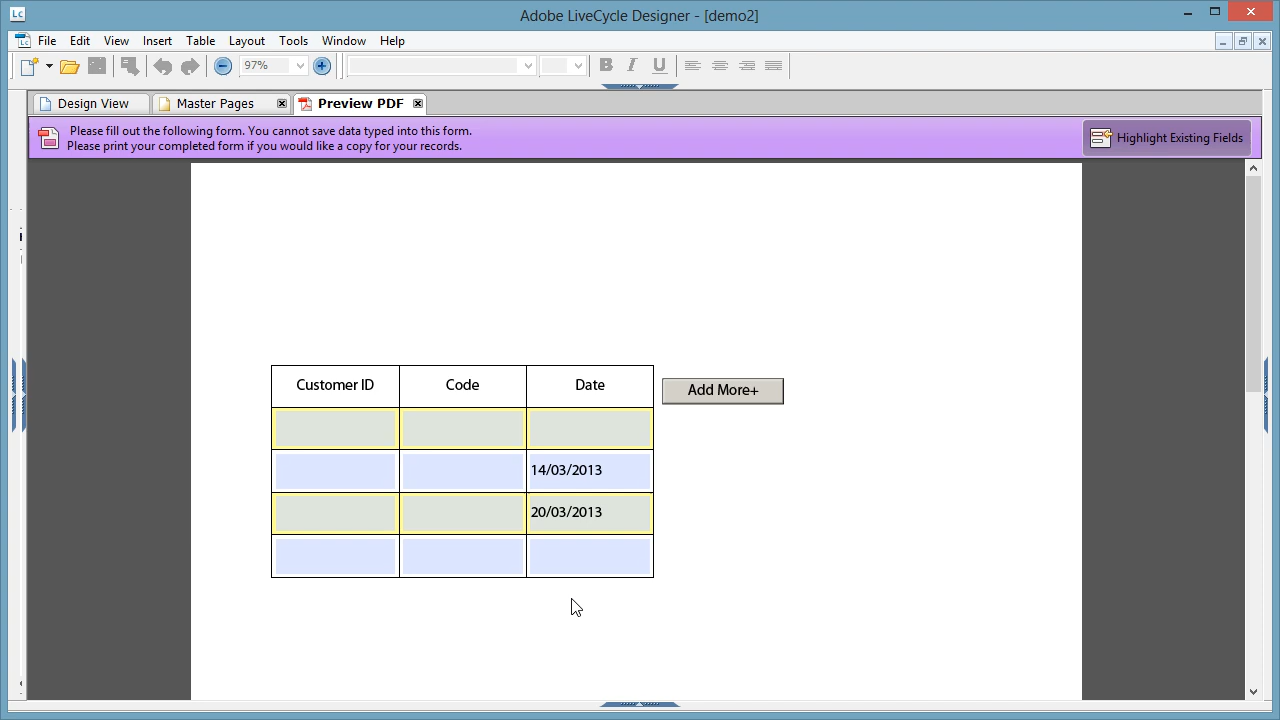 Lc
Adobe LiveCycle Designer - [demo2]
Lc
File Edit View Insert Table Layout Tools Window Help
97%
B I U
Design View
Master Pages
Preview PDF
Please fill out the following form. You cannot save data typed into this form.
Please print your completed form if you would like a copy for your records.
Highlight Existing Fields
Customer ID Code Date
Add More+
14/03/2013
20/03/2013